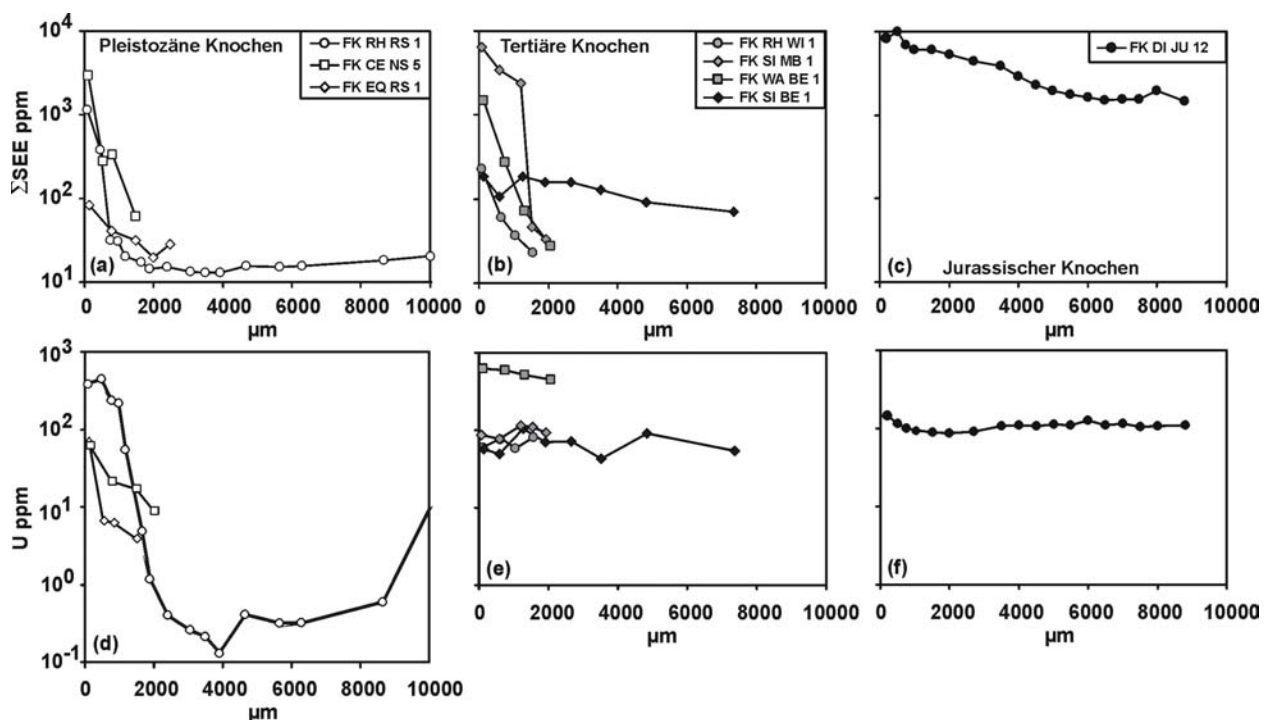 Pleistozäne Knochen
FK RH RS 1
FK CE NS 5
FK EQ RS 1
ΣSEE ppm
10⁴
10³
10²
10¹
(a)
0 2000 4000 6000 8000 10000
µm
Tertiäre Knochen
FK RH WI 1
FK SI MB 1
FK WA BE 1
FK SI BE 1
(b)
0 2000 4000 6000 8000 10000
µm
FK DI JU 12
(c)
Jurassischer Knochen
0 2000 4000 6000 8000 10000
µm
U ppm
10³
10²
10¹
10⁰
10⁻¹
(d)
0 2000 4000 6000 8000 10000
µm
(e)
0 2000 4000 6000 8000 10000
µm
(f)
0 2000 4000 6000 8000 10000
µm